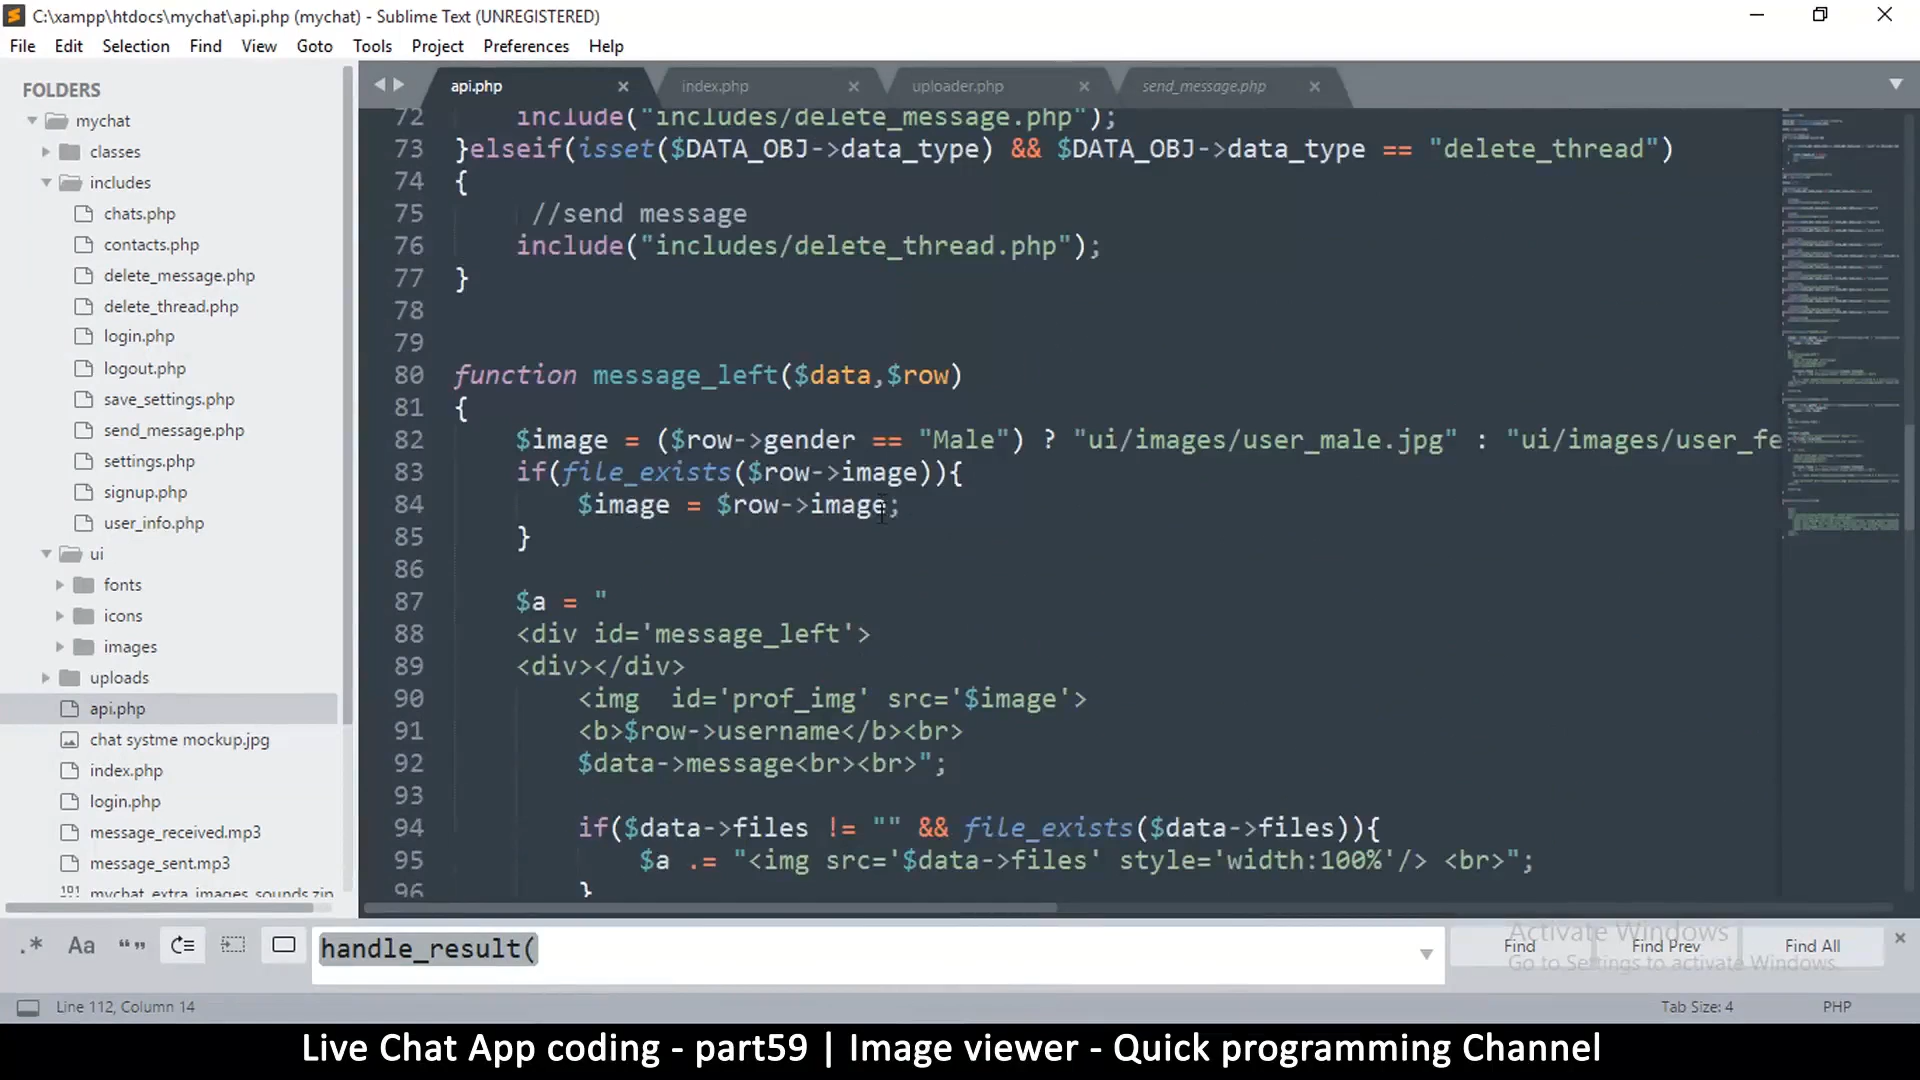 C:\xampp\htdocs\mychat\api.php (mychat) - Sublime Text (UNREGISTERED)
File Edit Selection Find View Goto Tools Project Preferences Help
FOLDERS
mychat
classes
includes
chats.php
contacts.php
delete_message.php
delete_thread.php
login.php
logout.php
save_settings.php
send_message.php
settings.php
signup.php
user_info.php
ui
fonts
icons
images
uploads
api.php
chat systme mockup.jpg
index.php
login.php
message_received.mp3
message_sent.mp3
mychat_extra_images_sounds.zip
api.php index.php uploader.php send_message.php
72 include("includes/delete_message.php");
73 }elseif(isset($DATA_OBJ->data_type) && $DATA_OBJ->data_type == "delete_thread")
74 {
75 //send message
76 include("includes/delete_thread.php");
77 }
78
79
80 function message_left($data,$row)
81 {
82 $image = ($row->gender == "Male") ? "ui/images/user_male.jpg" : "ui/images/user_fe
83 if(file_exists($row->image)){
84 $image = $row->image;
85 }
86
87 $a = "
88 <div id='message_left'>
89 <div></div>
90 <img  id='prof_img' src='$image'>
91 <b>$row->username</b><br>
92 $data->message<br><br>";
93
94 if($data->files != "" && file_exists($data->files)){
95 $a .= "<img src='$data->files' style='width:100%'/> <br>";
96 }
.* Aa “” handle_result( Find Find Prev Find All
Activate Windows
Go to Settings to activate Windows.
Line 112, Column 14 Tab Size: 4 PHP
Live Chat App coding - part59 | Image viewer - Quick programming Channel